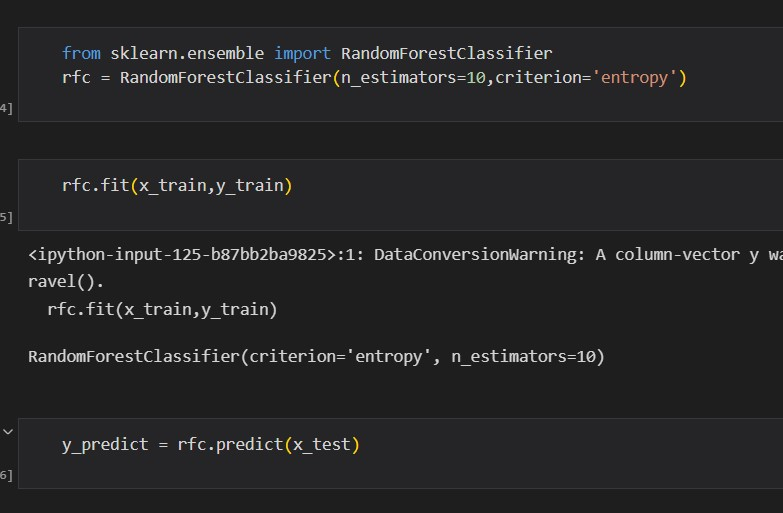 from sklearn.ensemble import RandomForestClassifier
rfc = RandomForestClassifier(n_estimators=10,criterion='entropy')
4]
rfc.fit(x_train,y_train)
5]
<ipython-input-125-b87bb2ba9825>:1: DataConversionWarning: A column-vector y
ravel().
rfc.fit(x_train,y_train)
RandomForestClassifier(criterion='entropy', n_estimators=10)
y_predict = rfc.predict(x_test)
6]